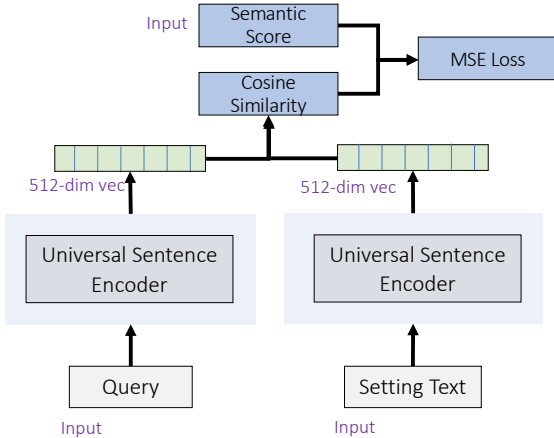 Input
Semantic
Score
MSE Loss
Cosine
Similarity
512-dim vec
512-dim vec
Universal Sentence
Encoder
Universal Sentence
Encoder
Query
Setting Text
Input
Input